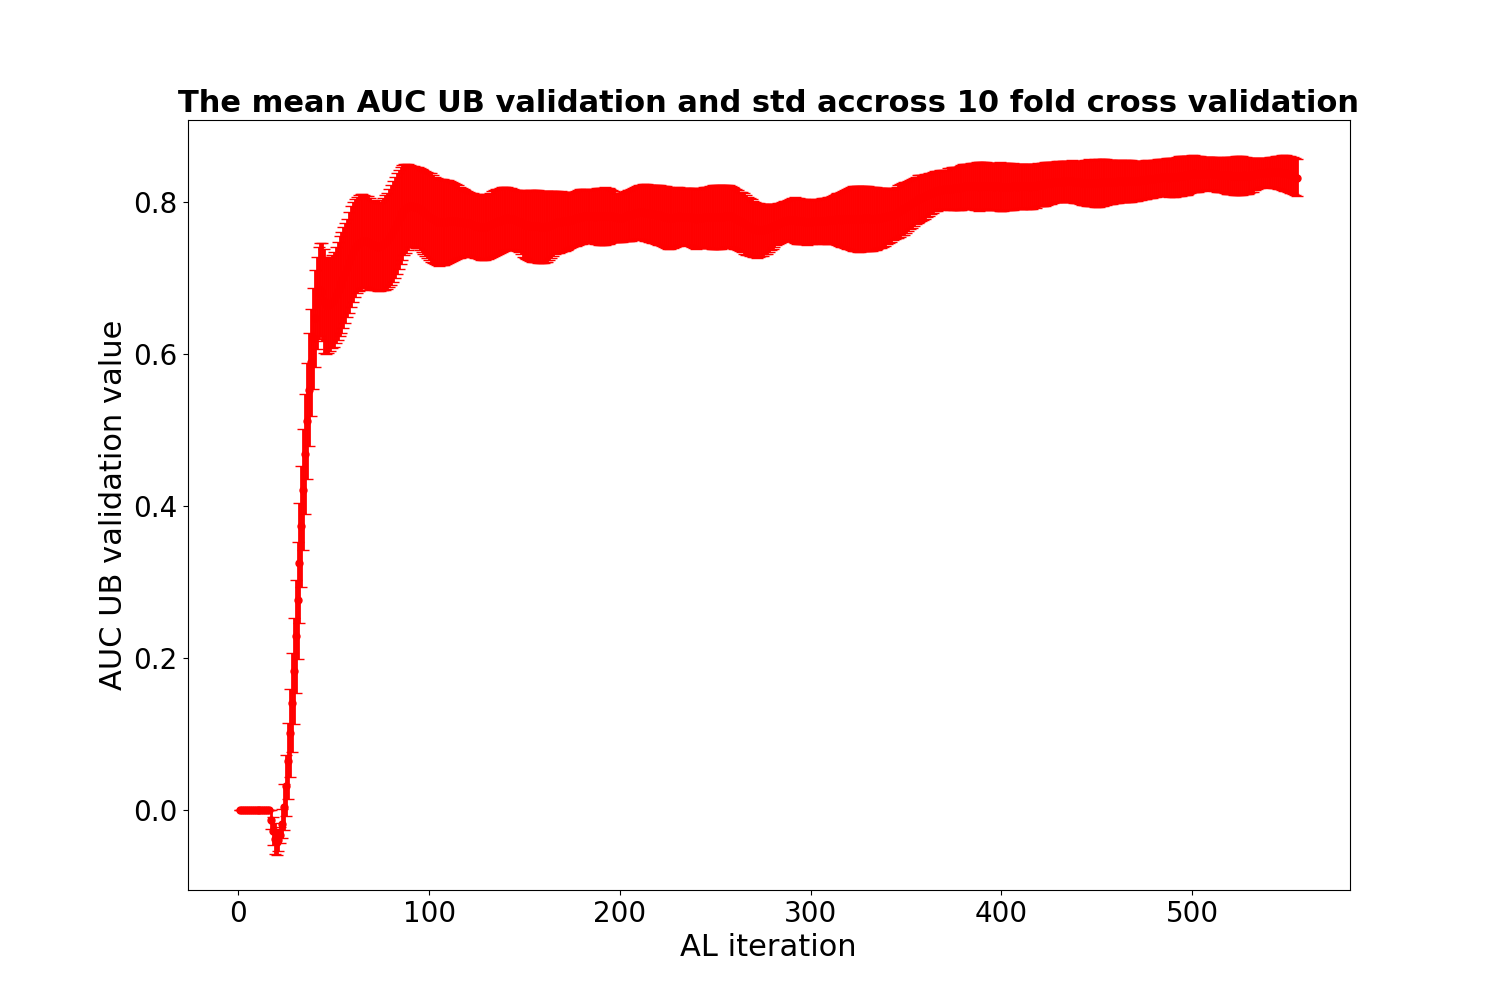 The mean AUC UB validation and std accross 10 fold cross validation
AUC UB validation value
0.8
0.6
0.4
0.2
0.0
0 100 200 300 400 500
AL iteration